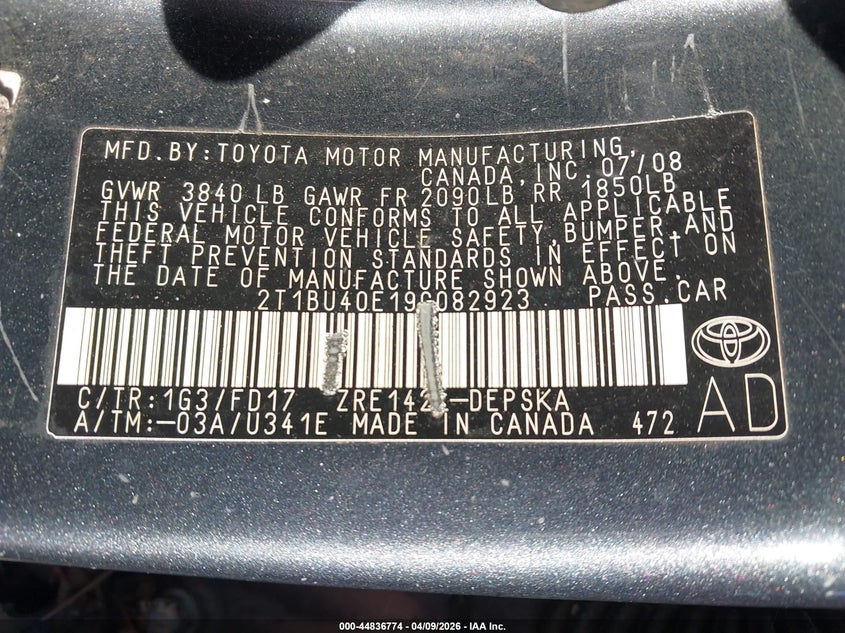 MFD.BY:TOYOTA MOTOR MANUFACTURING,
CANADA,INC. 07/08
GVWR 3840 LB GAWR FR 2090LB RR 1850LB
THIS VEHICLE CONFORMS TO ALL APPLICABLE
FEDERAL MOTOR VEHICLE SAFETY,BUMPER,AND
THEFT PREVENTION STANDARDS IN EFFECT ON
THE DATE OF MANUFACTURE SHOWN ABOVE.
2T1BU40E19C082923 PASS.CAR
C/TR:1G3/FD17
A/TM:-03A/U341E MADE IN CANADA 472
AD
000-44836774 | 04/09/2026 - IAA Inc.